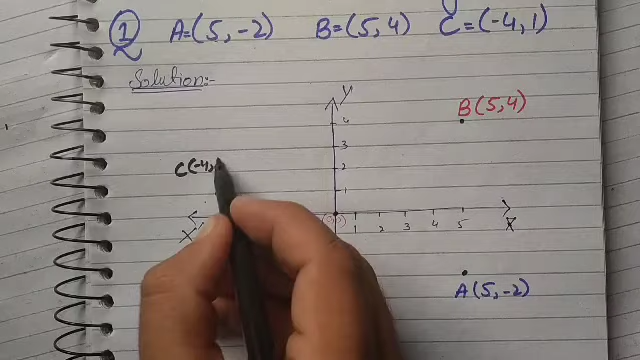 ① A=(5,-2) B=(5,4) C=(-4,1)
Solution:-
Y
B(5,4)
4
3
C(-4,
2
1
X' 1 2 3 4 5 X
A(5,-2)